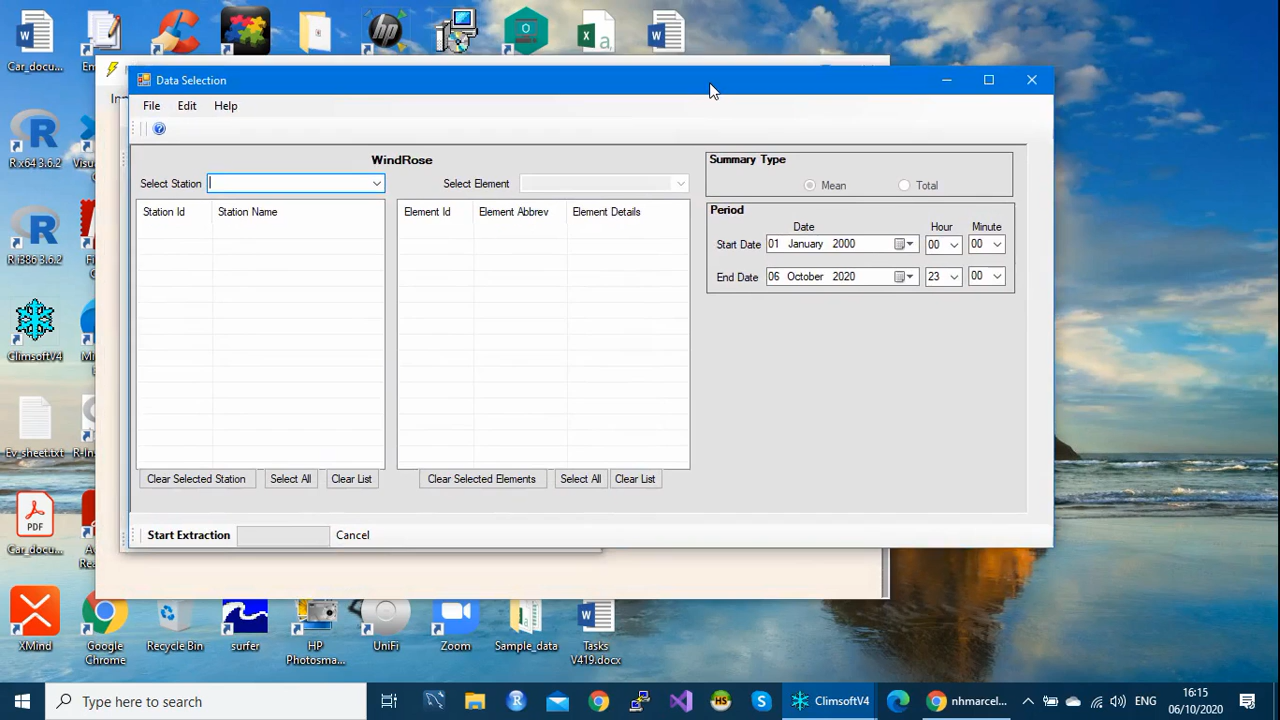 Car_docu...
En
Data Selection
File Edit Help
WindRose
Select Station
Select Element
Station Id Station Name
Element Id Element Abbrev Element Details
Summary Type
Mean Total
Period
Date Hour Minute
Start Date 01 January 2000 00 00
End Date 06 October 2020 23 00
Clear Selected Station Select All Clear List
Clear Selected Elements Select All Clear List
Start Extraction Cancel
R x64 3.6.2
R i386 3.6.2
ClimsoftV4
Ev_sheet.txt
R-In
PDF
Car_docu...
XMind
Google Chrome
Recycle Bin
surfer
HP Photosma...
UniFi
Zoom
Sample_data
Tasks V419.docx
Type here to search
ClimsoftV4
nhmarcel...
ENG
16:15
06/10/2020